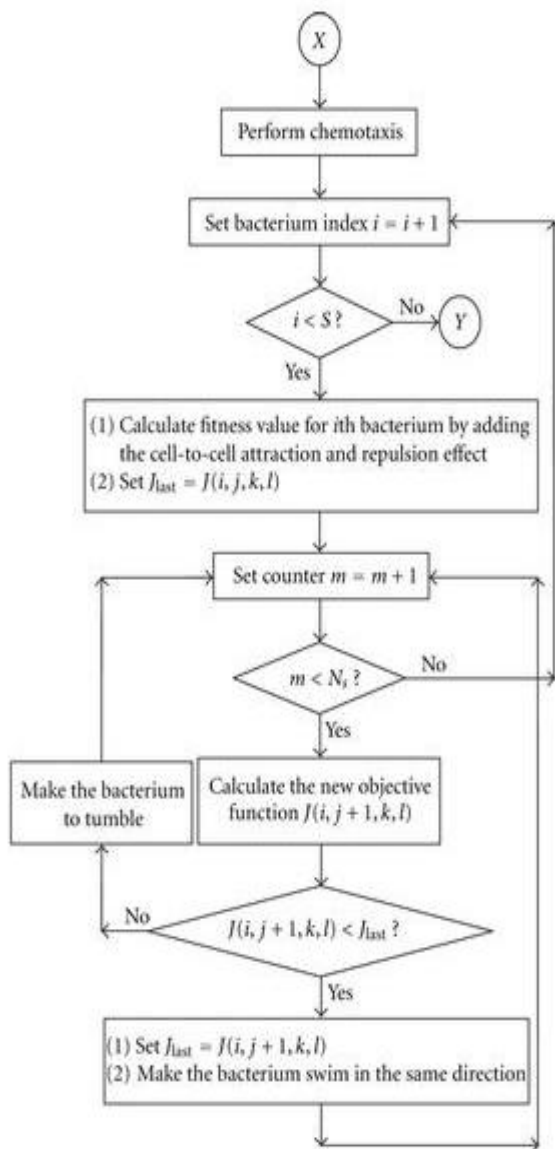 X
Perform chemotaxis
Set bacterium index i = i + 1
i < S ?
No
Y
Yes
(1) Calculate fitness value for ith bacterium by adding
the cell-to-cell attraction and repulsion effect
(2) Set J_last = J(i, j, k, l)
Set counter m = m + 1
m < N_s ?
No
Yes
Make the bacterium
to tumble
Calculate the new objective
function J(i, j + 1, k, l)
No
J(i, j + 1, k, l) < J_last ?
Yes
(1) Set J_last = J(i, j + 1, k, l)
(2) Make the bacterium swim in the same direction